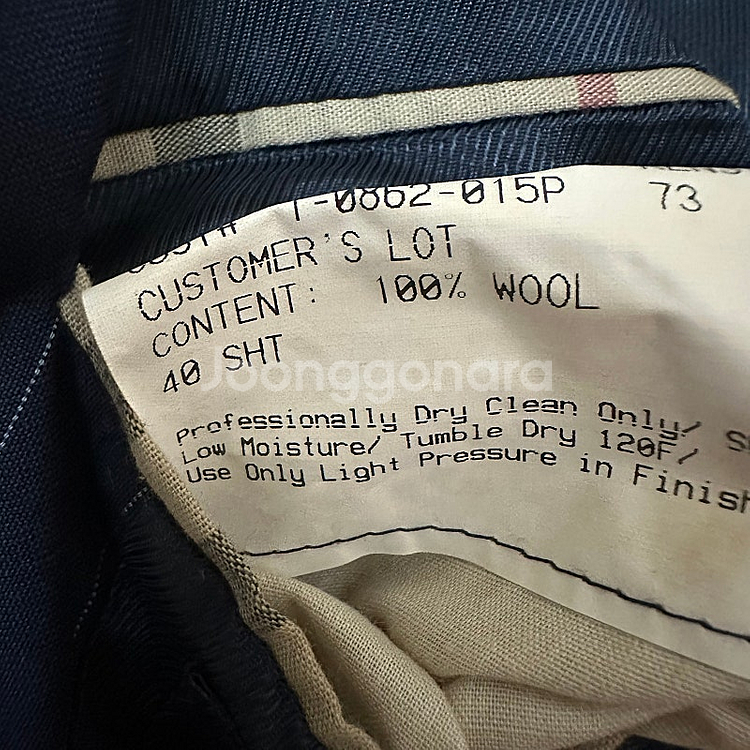 -0862-015P 73
CUSTOMER'S LOT
CONTENT: 100% WOOL
40 SHT
Joonggonara
Professionally Dry Clean Only/
Low Moisture/ Tumble Dry 120F/
Use Only Light Pressure in Finish